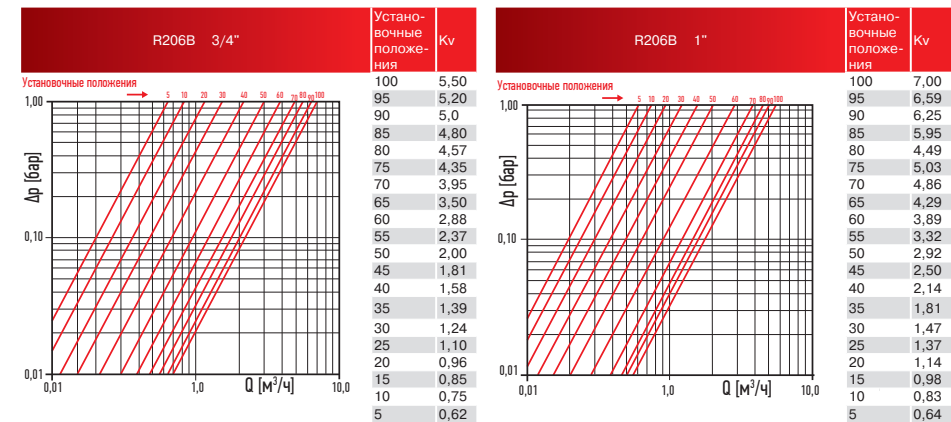 R206B 3/4"
Устано-
вочные
положе-
ния
Kv
Установочные положения
5 10 20 30 40 50 60 70 80 90 100
1,00
0,10
0,01
Δp [бар]
0,01 1,0 10,0
Q [м³/ч]
100 5,50
95 5,20
90 5,0
85 4,80
80 4,57
75 4,35
70 3,95
65 3,50
60 2,88
55 2,37
50 2,00
45 1,81
40 1,58
35 1,39
30 1,24
25 1,10
20 0,96
15 0,85
10 0,75
5 0,62
R206B 1"
Устано-
вочные
положе-
ния
Kv
Установочные положения
5 10 20 30 40 50 60 70 80 90 100
1,00
0,10
0,01
Δp [бар]
0,01 1,0 10,0
Q [м³/ч]
100 7,00
95 6,59
90 6,25
85 5,95
80 4,49
75 5,03
70 4,86
65 4,29
60 3,89
55 3,32
50 2,92
45 2,50
40 2,14
35 1,81
30 1,47
25 1,37
20 1,14
15 0,98
10 0,83
5 0,64